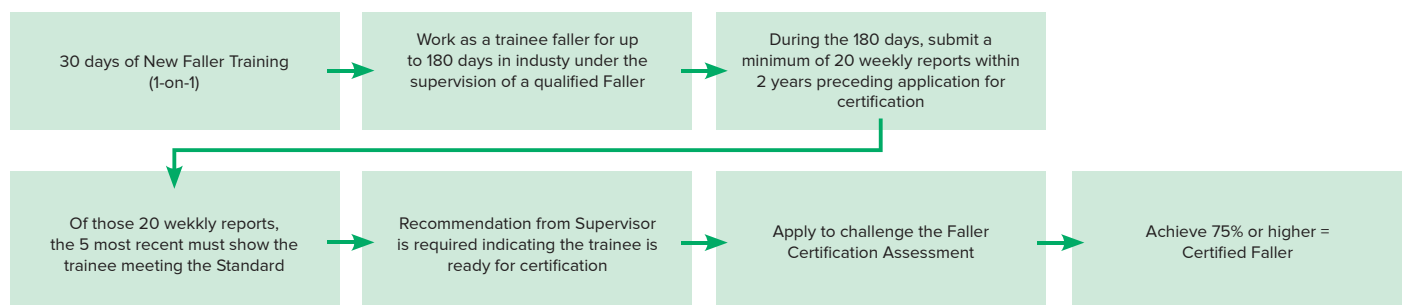 30 days of New Faller Training
(1-on-1)
Work as a trainee faller for up
to 180 days in industy under the
supervision of a qualified Faller
During the 180 days, submit a
minimum of 20 weekly reports within
2 years preceding application for
certification
Of those 20 wekkly reports,
the 5 most recent must show the
trainee meeting the Standard
Recommendation from Supervisor
is required indicating the trainee is
ready for certification
Apply to challenge the Faller
Certification Assessment
Achieve 75% or higher =
Certified Faller